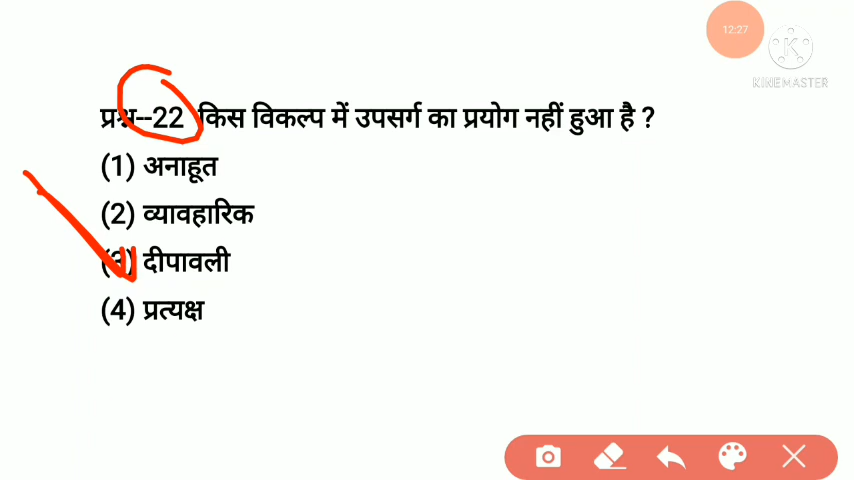 12:27
KINEMASTER
प्रश्न--22 किस विकल्प में उपसर्ग का प्रयोग नहीं हुआ है ?
(1) अनाहूत
(2) व्यावहारिक
(3) दीपावली
(4) प्रत्यक्ष